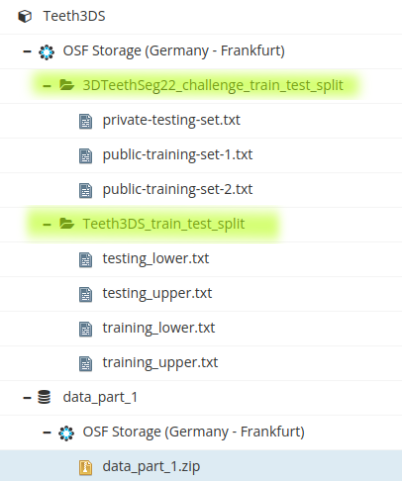 Teeth3DS
OSF Storage (Germany - Frankfurt)
3DTeethSeg22_challenge_train_test_split
private-testing-set.txt
public-training-set-1.txt
public-training-set-2.txt
Teeth3DS_train_test_split
testing_lower.txt
testing_upper.txt
training_lower.txt
training_upper.txt
data_part_1
OSF Storage (Germany - Frankfurt)
data_part_1.zip